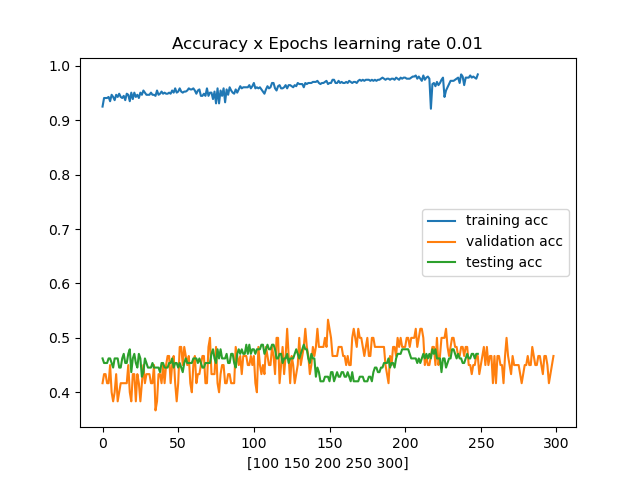 Accuracy x Epochs learning rate 0.01
1.0
0.9
0.8
0.7
0.6
0.5
0.4
training acc
validation acc
testing acc
0 50 100 150 200 250 300
[100 150 200 250 300]